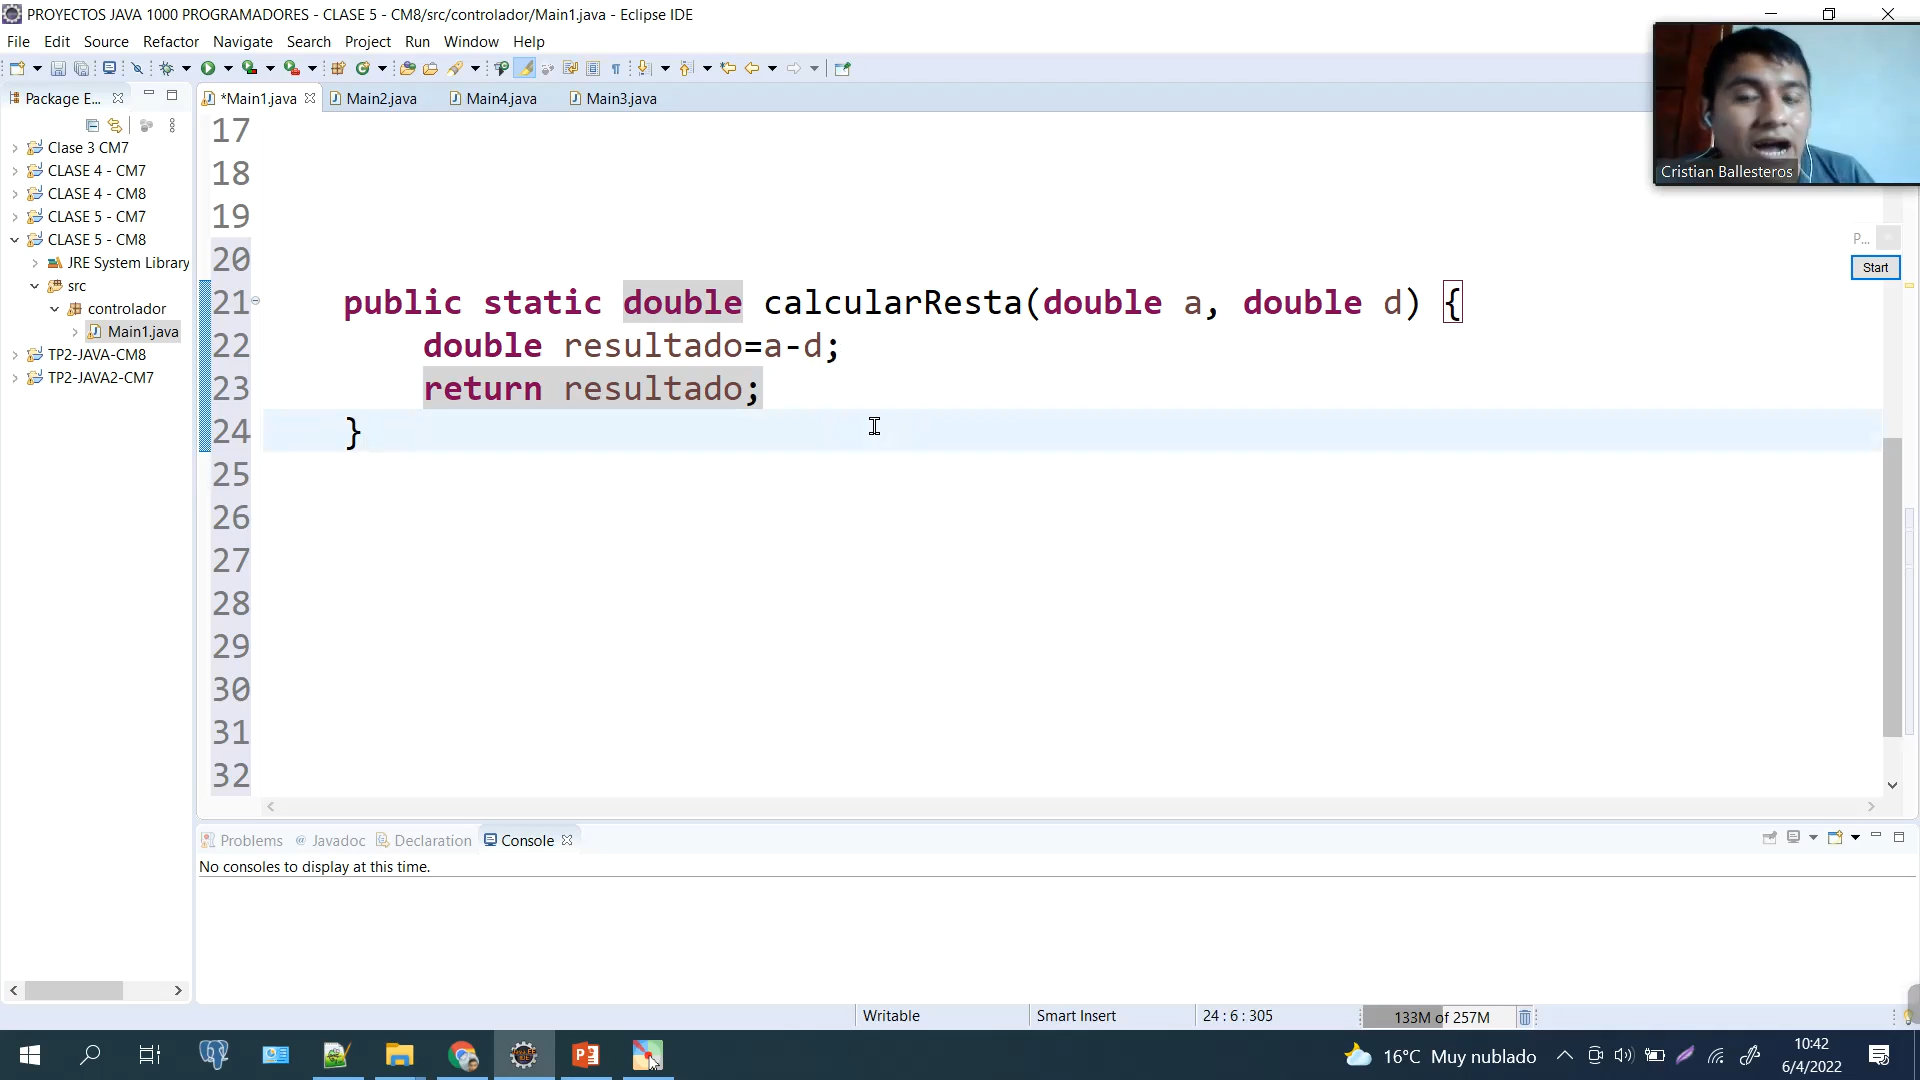 PROYECTOS JAVA 1000 PROGRAMADORES - CLASE 5 - CM8/src/controlador/Main1.java - Eclipse IDE
File Edit Source Refactor Navigate Search Project Run Window Help
Package E...
*Main1.java Main2.java Main4.java Main3.java
Clase 3 CM7
CLASE 4 - CM7
CLASE 4 - CM8
CLASE 5 - CM7
CLASE 5 - CM8
JRE System Library
src
controlador
Main1.java
TP2-JAVA-CM8
TP2-JAVA2-CM7
17
18
19
20
21 public static double calcularResta(double a, double d) {
22 double resultado=a-d;
23 return resultado;
24 }
25
26
27
28
29
30
31
32
Cristian Ballesteros
P...
Start
Problems @ Javadoc Declaration Console
No consoles to display at this time.
Writable Smart Insert 24 : 6 : 305 133M of 257M
16°C Muy nublado
10:42
6/4/2022